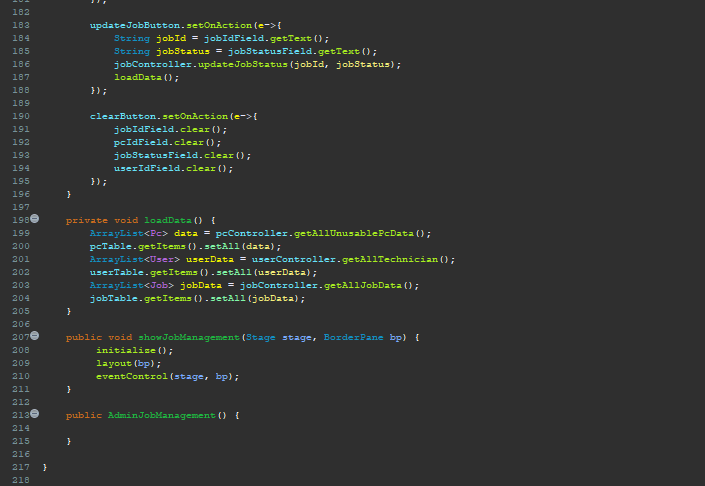 181             });
182
183         updateJobButton.setOnAction(e->{
184             String jobId = jobIdField.getText();
185             String jobStatus = jobStatusField.getText();
186             jobController.updateJobStatus(jobId, jobStatus);
187             loadData();
188         });
189
190         clearButton.setOnAction(e->{
191             jobIdField.clear();
192             pcIdField.clear();
193             jobStatusField.clear();
194             userIdField.clear();
195         });
196     }
197
198     private void loadData() {
199         ArrayList<Pc> data = pcController.getAllUnusablePcData();
200         pcTable.getItems().setAll(data);
201         ArrayList<User> userData = userController.getAllTechnician();
202         userTable.getItems().setAll(userData);
203         ArrayList<Job> jobData = jobController.getAllJobData();
204         jobTable.getItems().setAll(jobData);
205     }
206
207     public void showJobManagement(Stage stage, BorderPane bp) {
208          initialize();
209          layout(bp);
210          eventControl(stage, bp);
211     }
212
213     public AdminJobManagement() {
214
215     }
216
217 }
218